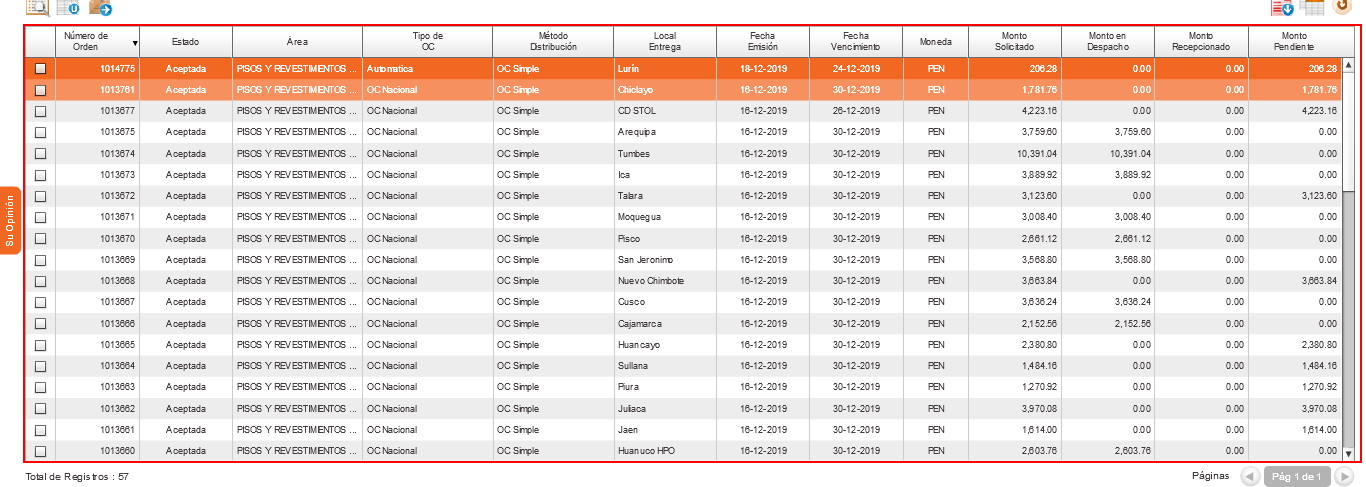 Número de Orden Estado Área Tipo de OC Método Distribución Local Entrega Fecha Emisión Fecha Vencimiento Moneda Monto Solicitado Monto en Despacho Monto Recepcionado Monto Pendiente
1014775 Aceptada PISOS Y REVESTIMIENTOS ... Automatica OC Simple Lurín 18-12-2019 24-12-2019 PEN 206.28 0.00 0.00 206.28
1013761 Aceptada PISOS Y REVESTIMIENTOS ... OC Nacional OC Simple Chiclayo 16-12-2019 30-12-2019 PEN 1,781.76 0.00 0.00 1,781.76
1013677 Aceptada PISOS Y REVESTIMIENTOS ... OC Nacional OC Simple CD STOL 16-12-2019 26-12-2019 PEN 4,223.16 0.00 0.00 4,223.16
1013675 Aceptada PISOS Y REVESTIMIENTOS ... OC Nacional OC Simple Arequipa 16-12-2019 30-12-2019 PEN 3,759.60 3,759.60 0.00 0.00
1013674 Aceptada PISOS Y REVESTIMIENTOS ... OC Nacional OC Simple Tumbes 16-12-2019 30-12-2019 PEN 10,391.04 10,391.04 0.00 0.00
1013673 Aceptada PISOS Y REVESTIMIENTOS ... OC Nacional OC Simple Ica 16-12-2019 30-12-2019 PEN 3,889.92 3,889.92 0.00 0.00
1013672 Aceptada PISOS Y REVESTIMIENTOS ... OC Nacional OC Simple Talara 16-12-2019 30-12-2019 PEN 3,123.60 0.00 0.00 3,123.60
1013671 Aceptada PISOS Y REVESTIMIENTOS ... OC Nacional OC Simple Moquegua 16-12-2019 30-12-2019 PEN 3,008.40 3,008.40 0.00 0.00
1013670 Aceptada PISOS Y REVESTIMIENTOS ... OC Nacional OC Simple Pisco 16-12-2019 30-12-2019 PEN 2,661.12 2,661.12 0.00 0.00
1013669 Aceptada PISOS Y REVESTIMIENTOS ... OC Nacional OC Simple San Jeronimo 16-12-2019 30-12-2019 PEN 3,568.80 3,568.80 0.00 0.00
1013668 Aceptada PISOS Y REVESTIMIENTOS ... OC Nacional OC Simple Nuevo Chimbote 16-12-2019 30-12-2019 PEN 3,663.84 0.00 0.00 3,663.84
1013667 Aceptada PISOS Y REVESTIMIENTOS ... OC Nacional OC Simple Cusco 16-12-2019 30-12-2019 PEN 3,636.24 3,636.24 0.00 0.00
1013666 Aceptada PISOS Y REVESTIMIENTOS ... OC Nacional OC Simple Cajamarca 16-12-2019 30-12-2019 PEN 2,152.56 2,152.56 0.00 0.00
1013665 Aceptada PISOS Y REVESTIMIENTOS ... OC Nacional OC Simple Huancayo 16-12-2019 30-12-2019 PEN 2,380.80 0.00 0.00 2,380.80
1013664 Aceptada PISOS Y REVESTIMIENTOS ... OC Nacional OC Simple Sullana 16-12-2019 30-12-2019 PEN 1,484.16 0.00 0.00 1,484.16
1013663 Aceptada PISOS Y REVESTIMIENTOS ... OC Nacional OC Simple Piura 16-12-2019 30-12-2019 PEN 1,270.92 0.00 0.00 1,270.92
1013662 Aceptada PISOS Y REVESTIMIENTOS ... OC Nacional OC Simple Juliaca 16-12-2019 30-12-2019 PEN 3,970.08 0.00 0.00 3,970.08
1013661 Aceptada PISOS Y REVESTIMIENTOS ... OC Nacional OC Simple Jaen 16-12-2019 30-12-2019 PEN 1,614.00 0.00 0.00 1,614.00
1013660 Aceptada PISOS Y REVESTIMIENTOS ... OC Nacional OC Simple Huanuco HPO 16-12-2019 30-12-2019 PEN 2,603.76 2,603.76 0.00 0.00
Su Opinión
Total de Registros : 57
Páginas Pág 1 de 1